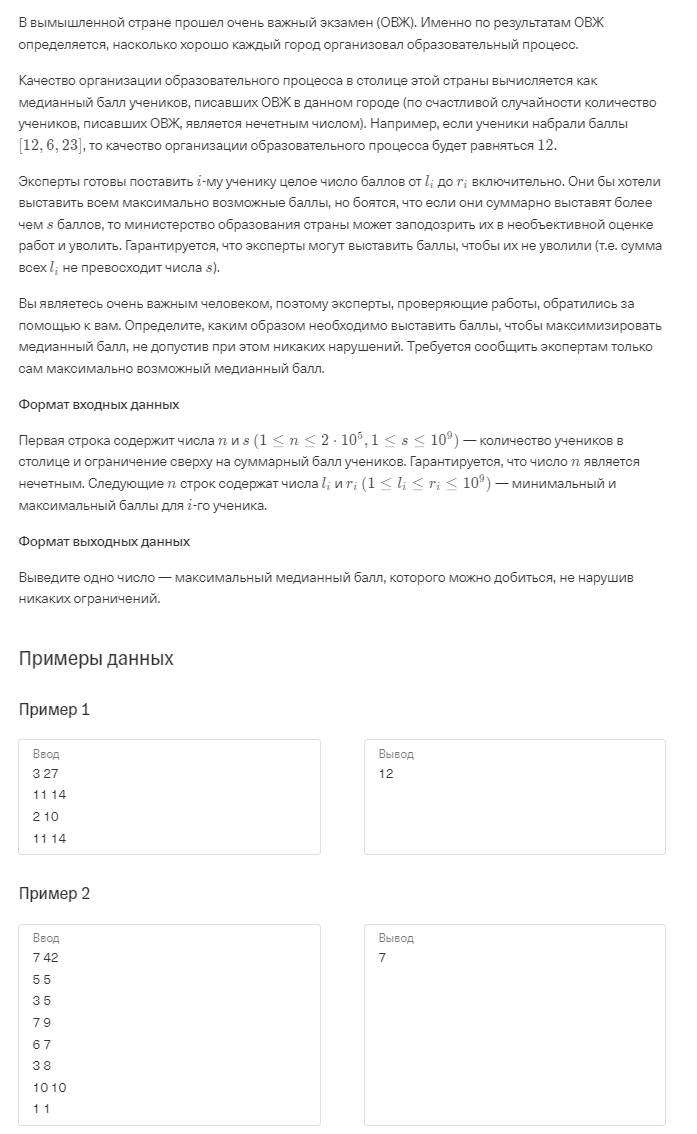 В вымышленной стране прошел очень важный экзамен (ОВЖ). Именно по результатам ОВЖ
определяется, насколько хорошо каждый город организовал образовательный процесс.
Качество организации образовательного процесса в столице этой страны вычисляется как
медианный балл учеников, писавших ОВЖ в данном городе (по счастливой случайности количество
учеников, писавших ОВЖ, является нечетным числом). Например, если ученики набрали баллы
[12, 6, 23], то качество организации образовательного процесса будет равняться 12.
Эксперты готовы поставить i-му ученику целое число баллов от l_i до r_i включительно. Они бы хотели
выставить всем максимально возможные баллы, но боятся, что если они суммарно выставят более
чем s баллов, то министерство образования страны может заподозрить их в необъективной оценке
работ и уволить. Гарантируется, что эксперты могут выставить баллы, чтобы их не уволили (т.е. сумма
всех l_i не превосходит числа s).
Вы являетесь очень важным человеком, поэтому эксперты, проверяющие работы, обратились за
помощью к вам. Определите, каким образом необходимо выставить баллы, чтобы максимизировать
медианный балл, не допустив при этом никаких нарушений. Требуется сообщить экспертам только
сам максимально возможный медианный балл.
Формат входных данных
Первая строка содержит числа n и s (1 ≤ n ≤ 2 · 10^5, 1 ≤ s ≤ 10^9) — количество учеников в
столице и ограничение сверху на суммарный балл учеников. Гарантируется, что число n является
нечетным. Следующие n строк содержат числа l_i и r_i (1 ≤ l_i ≤ r_i ≤ 10^9) — минимальный и
максимальный баллы для i-го ученика.
Формат выходных данных
Выведите одно число — максимальный медианный балл, которого можно добиться, не нарушив
никаких ограничений.
Примеры данных
Пример 1
Ввод
3 27
11 14
2 10
11 14
Вывод
12
Пример 2
Ввод
7 42
5 5
3 5
7 9
6 7
3 8
10 10
1 1
Вывод
7